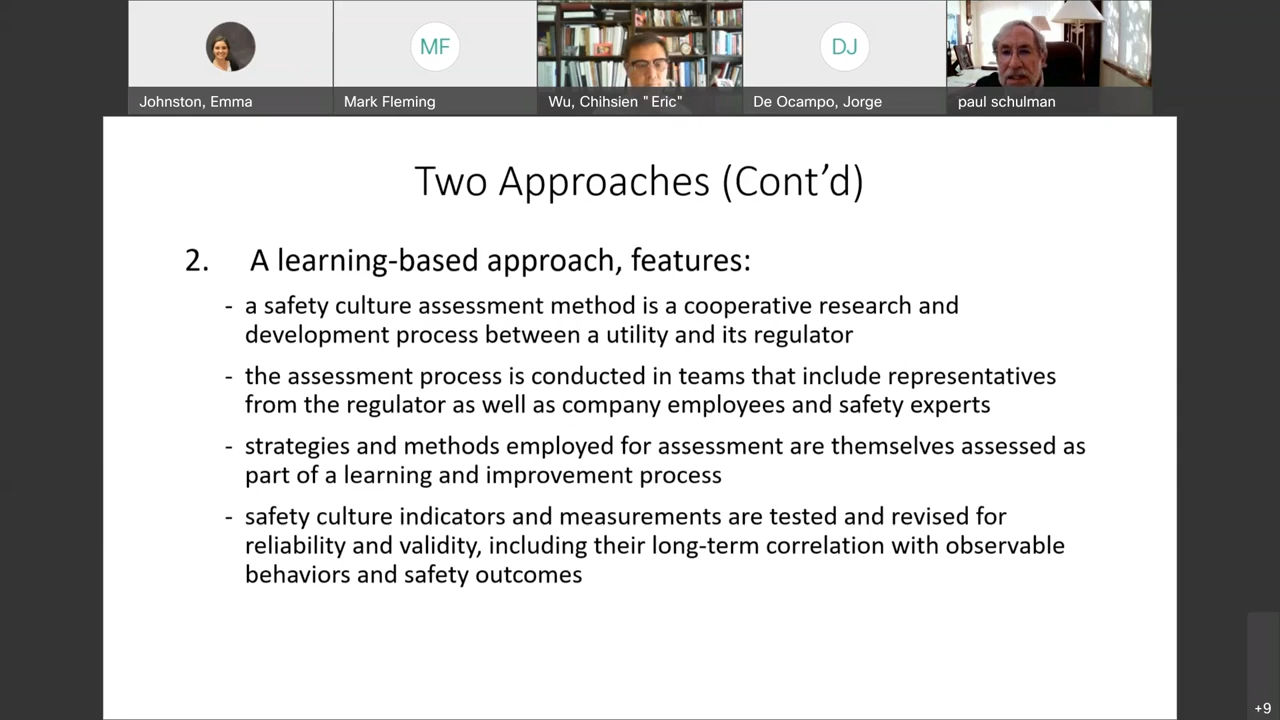 MF
DJ
Johnston, Emma
Mark Fleming
Wu, Chihsien "Eric"
De Ocampo, Jorge
paul schulman
Two Approaches (Cont’d)
2. A learning-based approach, features:
- a safety culture assessment method is a cooperative research and
development process between a utility and its regulator
- the assessment process is conducted in teams that include representatives
from the regulator as well as company employees and safety experts
- strategies and methods employed for assessment are themselves assessed as
part of a learning and improvement process
- safety culture indicators and measurements are tested and revised for
reliability and validity, including their long-term correlation with observable
behaviors and safety outcomes
+9